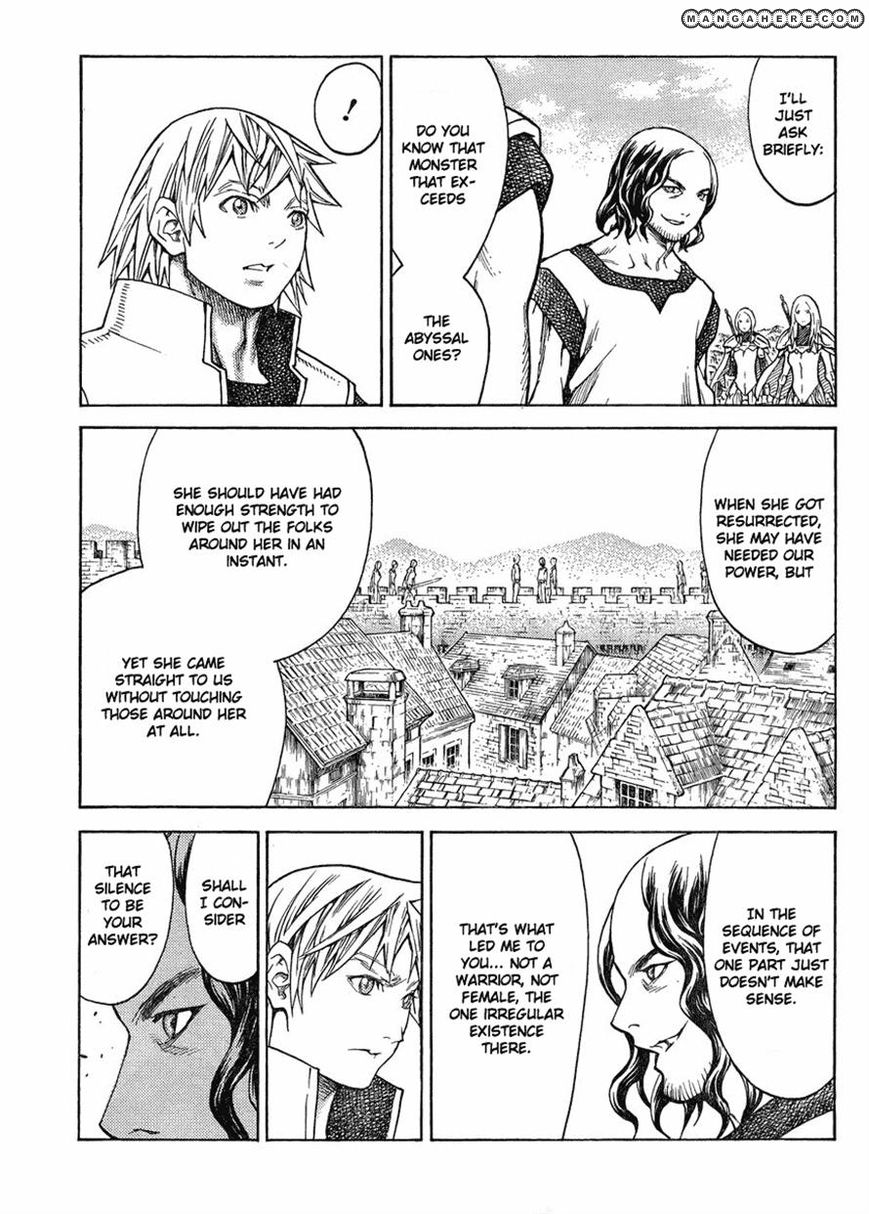 MANGAHERE.COM
I'LL
JUST
ASK
BRIEFLY:
DO YOU
KNOW THAT
MONSTER
THAT EX-
CEEDS
THE
ABYSSAL
ONES?
!
WHEN SHE GOT
RESURRECTED,
SHE MAY HAVE
NEEDED OUR
POWER, BUT
SHE SHOULD HAVE HAD
ENOUGH STRENGTH TO
WIPE OUT THE FOLKS
AROUND HER IN AN
INSTANT.
YET SHE CAME
STRAIGHT TO US
WITHOUT TOUCHING
THOSE AROUND HER
AT ALL.
IN THE
SEQUENCE OF
EVENTS, THAT
ONE PART JUST
DOESN'T MAKE
SENSE.
THAT'S WHAT
LED ME TO
YOU... NOT A
WARRIOR, NOT
FEMALE, THE
ONE IRREGULAR
EXISTENCE
THERE.
SHALL
I CON-
SIDER
THAT
SILENCE
TO BE
YOUR
ANSWER?